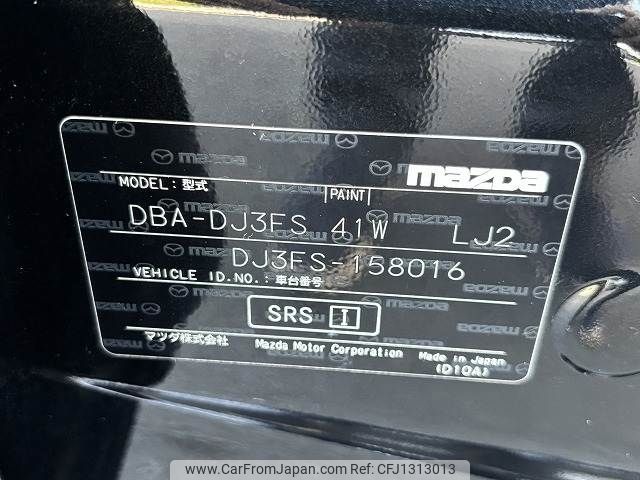 mazda
MODEL : 型式
PAINT
DBA-DJ3FS 41W LJ2
DJ3FS-158016
VEHICLE ID.NO. : 車台番号
SRS I
マツダ株式会社 Mazda Motor Corporation Made in Japan
(D10A)
www.CarFromJapan.com | Ref. No. CFJ1313013